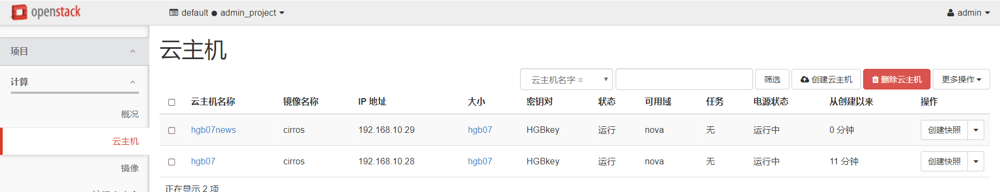 openstack
default ● admin_project
admin
项目
计算
概况
云主机
镜像
云主机
云主机名字 =
筛选
创建云主机
删除云主机
更多操作
云主机名称 镜像名称 IP 地址 大小 密钥对 状态 可用域 任务 电源状态 从创建以来 操作
hgb07news cirros 192.168.10.29 hgb07 HGBkey 运行 nova 无 运行中 0 分钟 创建快照
hgb07 cirros 192.168.10.28 hgb07 HGBkey 运行 nova 无 运行中 11 分钟 创建快照
正在显示 2 项